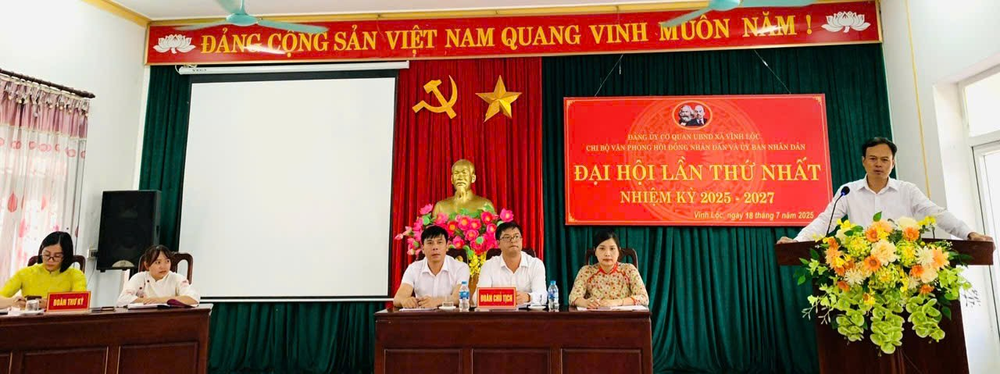 ĐẢNG CỘNG SẢN VIỆT NAM QUANG VINH MUÔN NĂM !
ĐẢNG ỦY CƠ QUAN UBND XÃ VĨNH LỘC
CHI BỘ VĂN PHÒNG HỘI ĐỒNG NHÂN DÂN VÀ ỦY BAN NHÂN DÂN
ĐẠI HỘI LẦN THỨ NHẤT
NHIỆM KỲ 2025 - 2027
Vĩnh Lộc, ngày 18 tháng 7 năm 2025
ĐOÀN THƯ KÝ
ĐOÀN CHỦ TỊCH